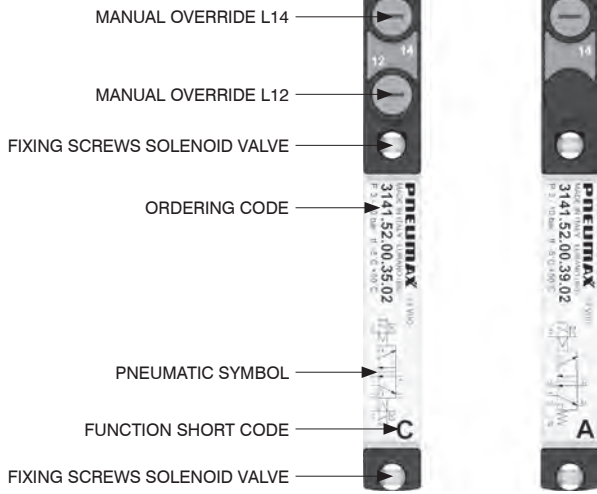 MANUAL OVERRIDE L14
14
12
14
MANUAL OVERRIDE L12
FIXING SCREWS SOLENOID VALVE
ORDERING CODE
PNEUMAX
MADE IN ITALY
3141.52.00.35.02
PNEUMAX
MADE IN ITALY
3141.52.00.39.02
PNEUMATIC SYMBOL
FUNCTION SHORT CODE
C
A
FIXING SCREWS SOLENOID VALVE